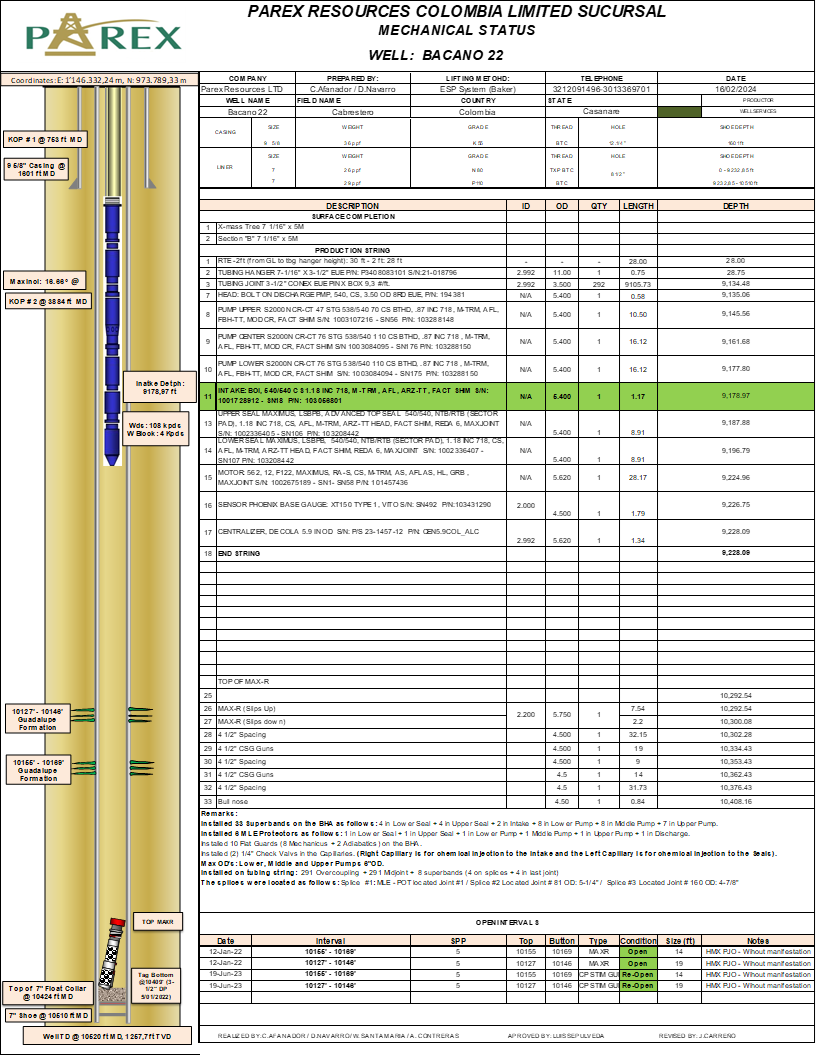 PAREX RESOURCES COLOMBIA LIMITED SUCURSAL
MECHANICAL STATUS
WELL: BACANO 22
PAREX
Coordinates: E: 1'146.332,24 m, N: 973.789,33 m
COMPANY PREPARED BY: LIFTING METOHD: TELEPHONE DATE
Parex Resources LTD C.Afanador / D.Navarro ESP System (Baker) 3212091496-3013369701 16/02/2024
WELL NAME FIELD NAME COUNTRY STATE PRODUCTOR
Bacano 22 Cabrestero Colombia Casanare WELL SERVICES
CASING SIZE WEIGHT GRADE THREAD HOLE SHOE DEPTH
9 5/8 36 ppf K55 BTC 12 1/4" 1601 ft
LINER SIZE WEIGHT GRADE THREAD HOLE SHOE DEPTH
7 26 ppf N80 TXP BTC 8 1/2" 0 - 9232,85 ft
7 29 ppf P110 BTC 9232,85 - 10510 ft
KOP # 1 @ 753 ft MD
9 5/8" Casing @
1601 ft MD
Max incl: 16.66° @
KOP # 2 @ 3884 ft MD
Inatke Detph:
9178,97 ft
Wds: 108 kpds
W Block: 4 Kpds
10127' - 10146'
Guadalupe
Formation
10155' - 10169'
Guadalupe
Formation
TOP MAXR
Tag Bottom
(@10409' (3-
1/2" DP
5/01/2022)
Top of 7" Float Collar
@ 10424 ft MD
7" Shoe @ 10510 ft MD
Well TD @ 10520 ft MD, 1 257,7 ft TVD
DESCRIPTION ID OD QTY LENGTH DEPTH
SURFACE COMPLETION
1 X-mass Tree 7 1/16" x 5M
2 Section "B" 7 1/16" x 5M
PRODUCTION STRING
1 RTE -2ft (from GL to tbg hanger height): 30 ft - 2 ft: 28 ft - - - 28.00 28.00
2 TUBING HANGER 7-1/16" X 3-1/2" EUE P/N: P3408083101 S/N:21-018796 2.992 11.00 1 0.75 28.75
3 TUBING JOINT 3-1/2" CONEX EUE PIN X BOX 9,3 #/ft. 2.992 3.500 292 9105.73 9,134.48
7 HEAD: BOLT ON DISCHARGE PMP, 540, CS, 3.50 OD 8RD EUE, P/N: 194381 N/A 5.400 1 0.58 9,135.06
8 PUMP UPPER S2000N CR-CT 47 STG 538/540 70 CS BTHD, .87 INC 718 , M-TRM, AFL,
FBH-TT, MOD CR, FACT SHIM S/N: 1003107216 - SN56 P/N: 103288148 N/A 5.400 1 10.50 9,145.56
9 PUMP CENTER S2000N CR-CT 76 STG 538/540 110 CS BTHD, .87 INC 718 , M-TRM,
AFL, FBH-TT, MOD CR, FACT SHIM S/N: 1003084095 - SN176 P/N: 103288150 N/A 5.400 1 16.12 9,161.68
10 PUMP LOWER S2000N CR-CT 76 STG 538/540 110 CS BTHD, .87 INC 718 , M-TRM,
AFL, FBH-TT, MOD CR, FACT SHIM S/N: 1003084094 - SN175 P/N: 103288150 N/A 5.400 1 16.12 9,177.80
11 INTAKE: BOI, 540/540 CS 1.18 INC 718, M-TRM , AFL , ARZ-TT , FACT SHIM S/N:
1001728912 - SN18 P/N: 103056801 N/A 5.400 1 1.17 9,178.97
13 UPPER SEAL MAXIMUS, LSBPB, ADVANCED TOP SEAL 540/540, NTB/RTB (SECTOR
PAD), 1.18 INC 718, CS, AFL, M-TRM, ARZ-TT HEAD, FACT SHIM, REDA 6, MAXJOINT
S/N: 1002336405 - SN106 P/N: 103208442 N/A 5.400 1 8.91 9,187.88
14 LOWER SEAL MAXIMUS, LSBPB, 540/540, NTB/RTB (SECTOR PAD), 1.18 INC 718, CS,
AFL, M-TRM, ARZ-TT HEAD, FACT SHIM, REDA 6, MAXJOINT S/N: 1002336407 -
SN107 P/N: 103208442 N/A 5.400 1 8.91 9,196.79
15 MOTOR: 562, 12, F122, MAXIMUS, RA-S, CS, M-TRM, AS, AFLAS, HL, GRB ,
MAXJOINT S/N: 1002675189 - SN1- SN58 P/N: 101457436 N/A 5.620 1 28.17 9,224.96
16 SENSOR PHOENIX BASE GAUGE: XT150 TYPE 1, VITO S/N: SN492 P/N:103431290 2.000 4.500 1 1.79 9,226.75
17 CENTRALIZER, DE COLA 5.9 IN OD S/N: P/S 23-1457-12 P/N: CEN5.9COL_ALC 2.992 5.620 1 1.34 9,228.09
18 END STRING 9,228.09
TOP OF MAX-R
25 10,292.54
26 MAX-R (Slips Up) 2.200 5.750 1 7.54 10,292.54
27 MAX-R (Slips down) 2.2 10,300.08
28 4 1/2" Spacing 4.500 1 32.15 10,302.28
29 4 1/2" CSG Guns 4.500 1 19 10,334.43
30 4 1/2" Spacing 4.500 1 9 10,353.43
31 4 1/2" CSG Guns 4.5 1 14 10,362.43
32 4 1/2" Spacing 4.5 1 31.73 10,376.43
33 Bull nose 4.50 1 0.84 10,408.16
Remarks:
Installed 33 Superbands on the BHA as follows: 4 in Lower Seal + 4 in Upper Seal + 2 in Intake + 8 in Lower Pump + 8 in Middle Pump + 7 in Upper Pump.
Installed 6 MLE Protectors as follows: 1 in Lower Seal + 1 in Upper Seal + 1 in Lower Pump + 1 Middle Pump + 1 in Upper Pump + 1 in Discharge.
Installed 10 Flat Guards (8 Mechanicus + 2 Adiabatics ) on the BHA..
Installed (2) 1/4" Check Valvs in the Capillaries. (Right Capillary is for chemical injection to the Intake and the Left Capillary is for chemical injection to the Seals).
Max ODs: Lower, Middle and Upper Pumps 6"OD.
Installed on tubing string: 291 Overcoupling + 291 Midjoint + 8 superbands (4 on splices + 4 in last joint)
The splices were located as follows: Splice #1: MLE - POT located Joint #1 / Splice #2 Located Joint # 81 OD: 5-1/4" / Splice #3 Located Joint # 160 OD: 4-7/8"
OPEN INTERVALS
Date Interval SPP Top Button Type Condition Size (ft) Notes
12-Jan-22 10155' - 10169' 5 10155 10169 MAXR Open 14 HMX PJO - Wihout manifestation
12-Jan-22 10127' - 10146' 5 10127 10146 MAXR Open 19 HMX PJO - Wihout manifestation
19-Jun-23 10155' - 10169' 5 10155 10169 CP STIM GU Re-Open 14 HMX PJO - Wihout manifestation
19-Jun-23 10127' - 10146' 5 10127 10146 CP STIM GU Re-Open 19 HMX PJO - Wihout manifestation
REALIZED BY: C.AFANADOR / D.NAVARRO/ W. SANTAMARIA / A. CONTRERAS APROVED BY: LUIS SEPULVEDA REVISED BY: J.CARREÑO